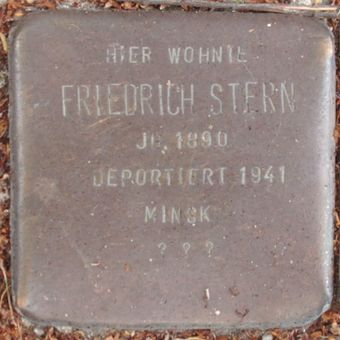 HIER WOHNTE
FRIEDRICH STERN
JG. 1890
DEPORTIERT 1941
MINSK
? ? ?